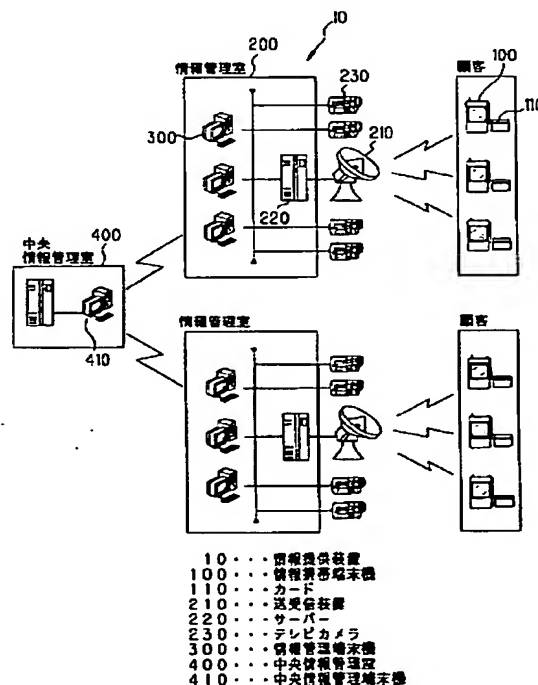 10
200
情報管理室
230
顧客
100
110
300
210
220
中央
情報管理室
400
410
情報管理室
顧客
10・・・情報提供装置
100・・・情報携帯端末機
110・・・カード
210・・・送受信装置
220・・・サーバー
230・・・テレビカメラ
300・・・情報管理端末機
400・・・中央情報管理室
410・・・中央情報管理端末機